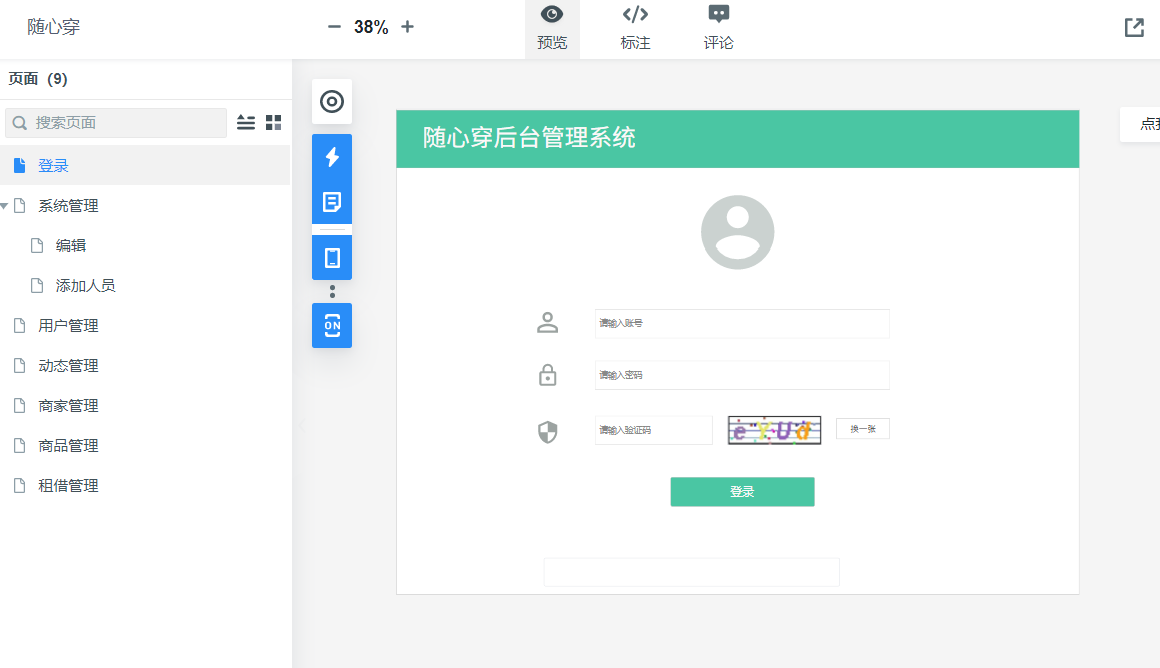 随心穿
38%
预览
标注
评论
页面 (9)
搜索页面
登录
系统管理
编辑
添加人员
用户管理
动态管理
商家管理
商品管理
租借管理
ON
随心穿后台管理系统
请输入账号
请输入密码
请输入验证码
eYUd
换一张
登录
点